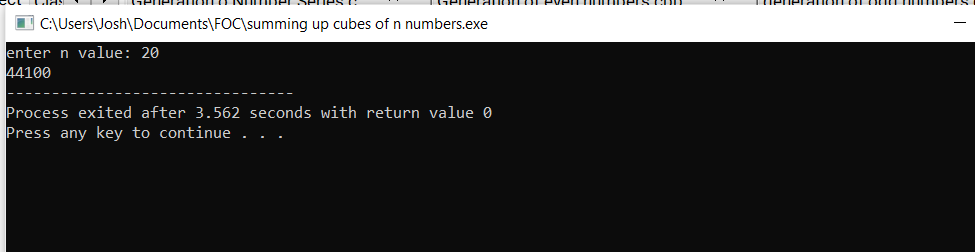 C:\Users\Josh\Documents\FOC\summing up cubes of n numbers.exe
enter n value: 20
44100
--------------------------------
Process exited after 3.562 seconds with return value 0
Press any key to continue . . .